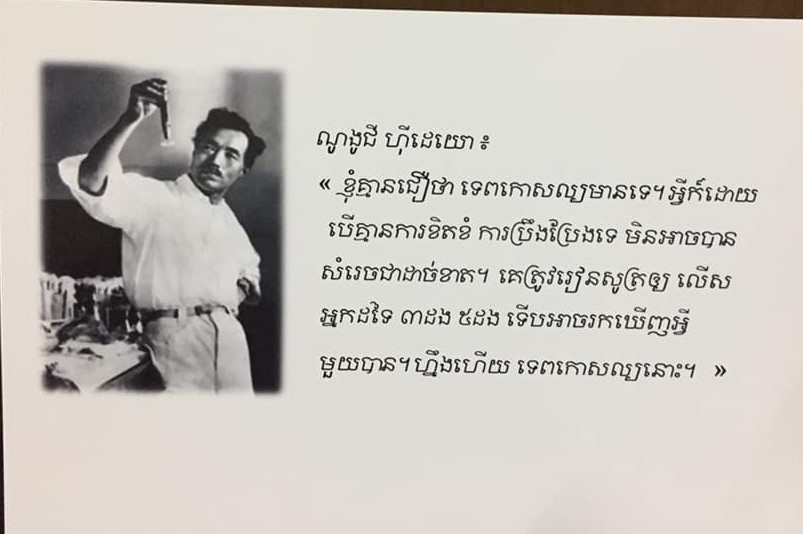 ណូងូជី ហ៊ីដេយោ ៖
« ខ្ញុំគ្មានជឿថា ទេពកោសល្យមានទេ។ អ្វីក៍ដោយ
បើគ្មានការខិតខំ ការប្រឹងប្រែងទេ មិនអាចបាន
សំរេចជាដាច់ខាត។ គេត្រូវរៀនសូត្រឲ្យ លើស
អ្នកដទៃ ៣ដង ៥ដង ទើបអាចរកឃើញអ្វី
មួយបាន។ ហ្នឹងហើយ ទេពកោសល្យនោះ។ »